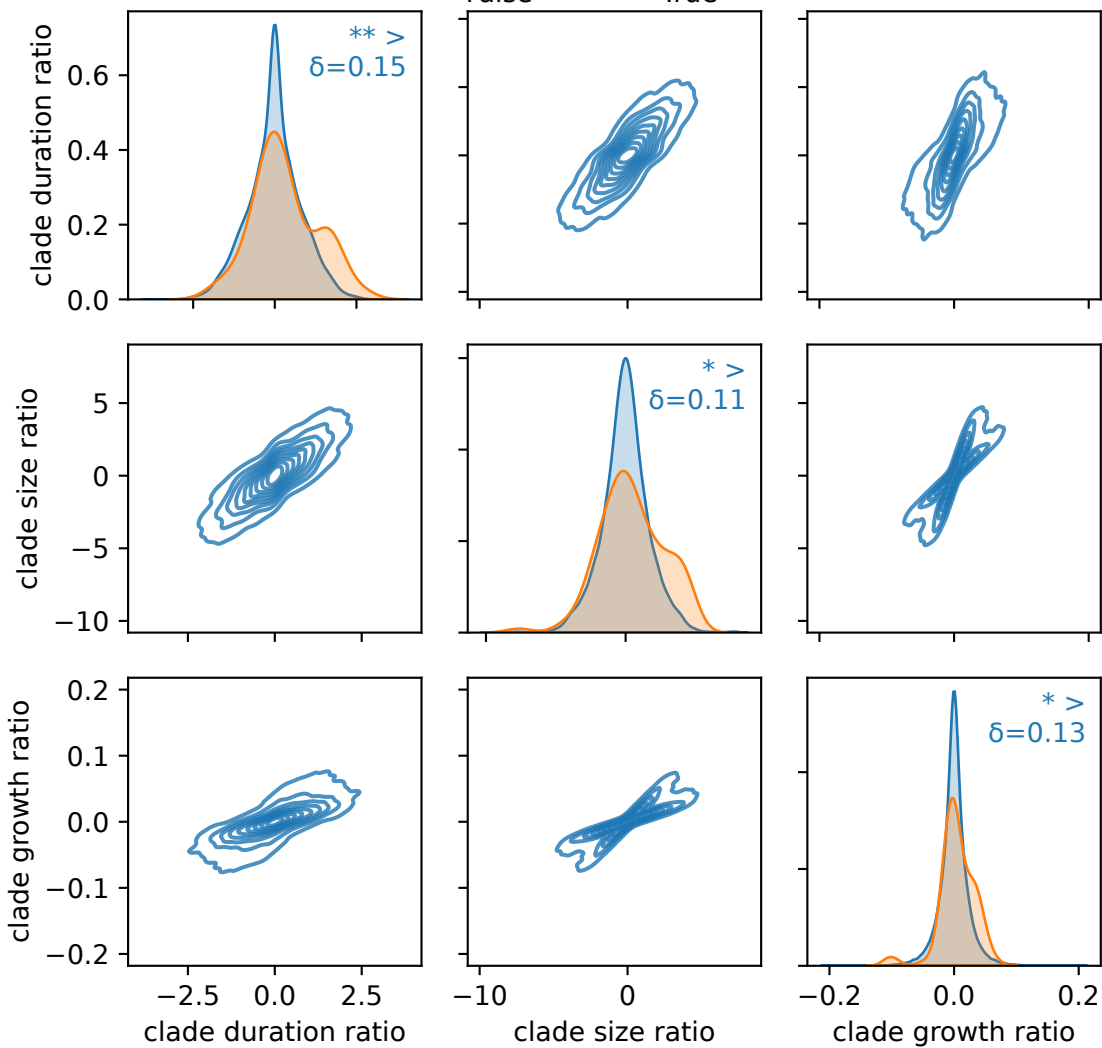 clade duration ratio
0.6
0.4
0.2
0.0
** >
δ=0.15
clade size ratio
5
0
−5
−10
* >
δ=0.11
clade growth ratio
0.2
0.1
0.0
−0.1
−0.2
* >
δ=0.13
−2.5 0.0 2.5
−10 0
−0.2 0.0 0.2
clade duration ratio
clade size ratio
clade growth ratio